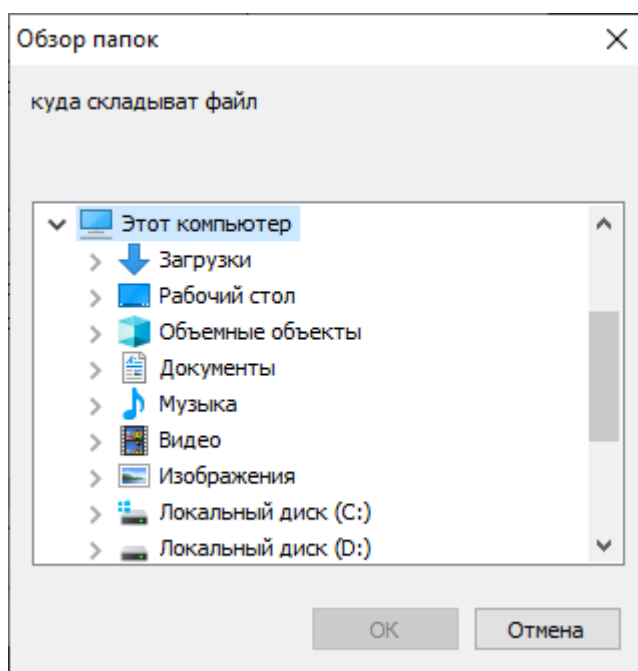 Обзор папок
куда складыват файл
Этот компьютер
Загрузки
Рабочий стол
Объемные объекты
Документы
Музыка
Видео
Изображения
Локальный диск (C:)
Локальный диск (D:)
ОК
Отмена